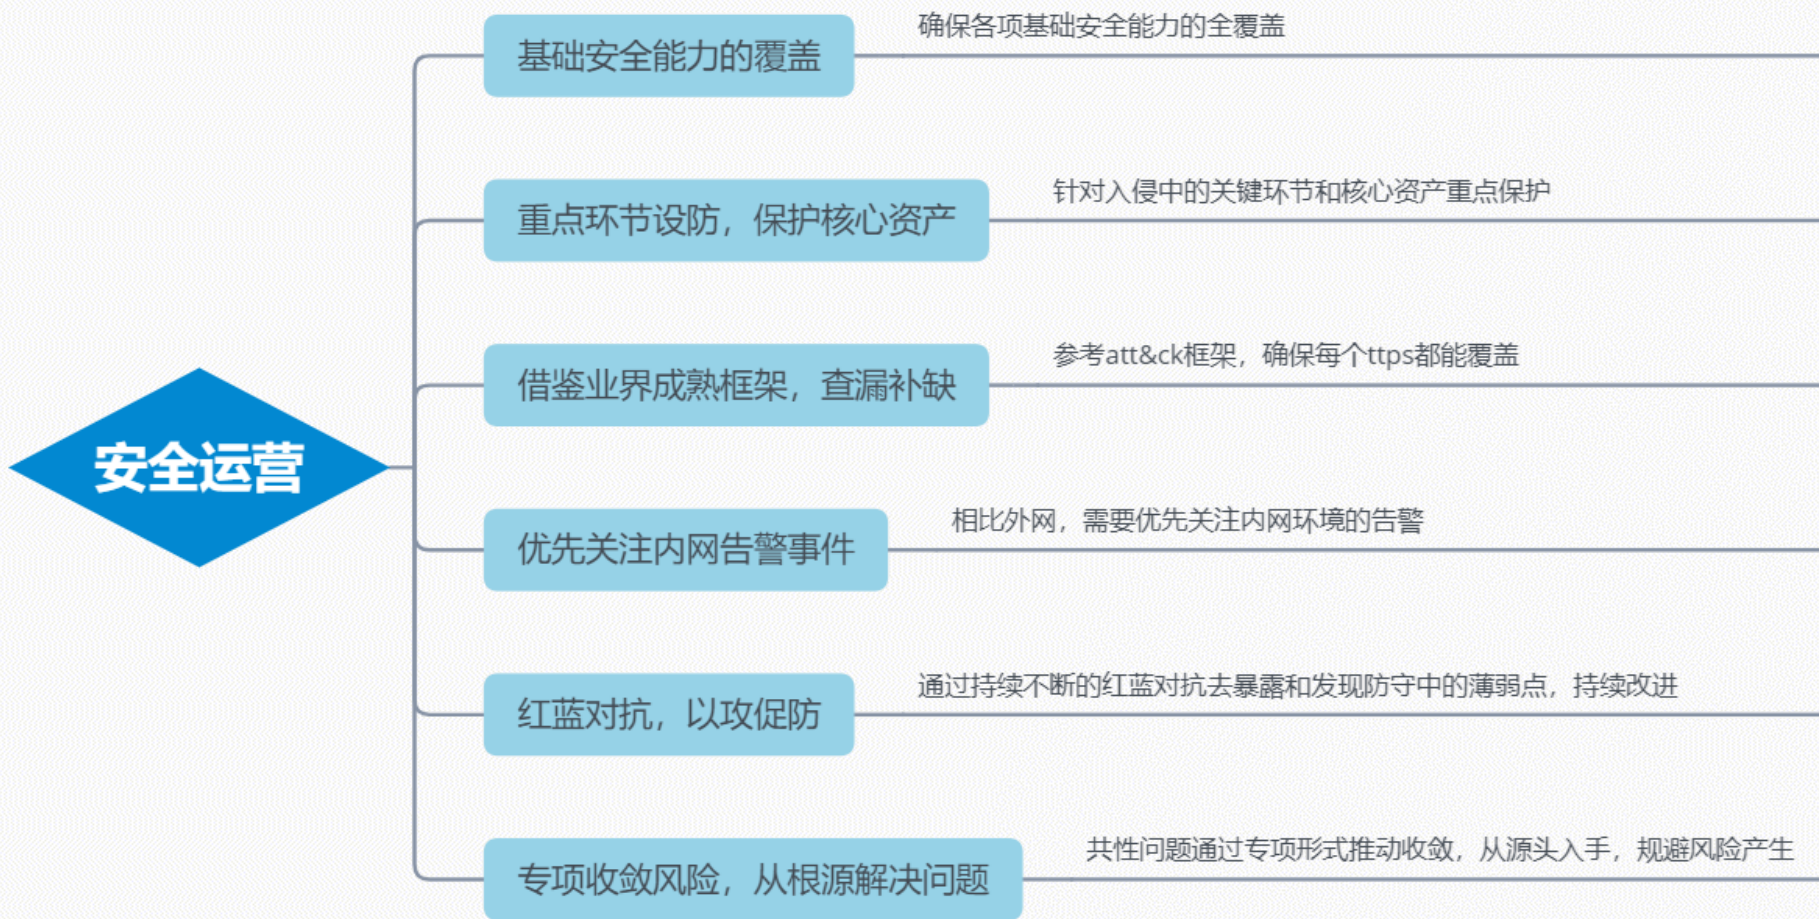 安全运营
基础安全能力的覆盖
确保各项基础安全能力的全覆盖
重点环节设防，保护核心资产
针对入侵中的关键环节和核心资产重点保护
借鉴业界成熟框架，查漏补缺
参考att&ck框架，确保每个ttps都能覆盖
优先关注内网告警事件
相比外网，需要优先关注内网环境的告警
红蓝对抗，以攻促防
通过持续不断的红蓝对抗去暴露和发现防守中的薄弱点，持续改进
专项收敛风险，从根源解决问题
共性问题通过专项形式推动收敛，从源头入手，规避风险产生